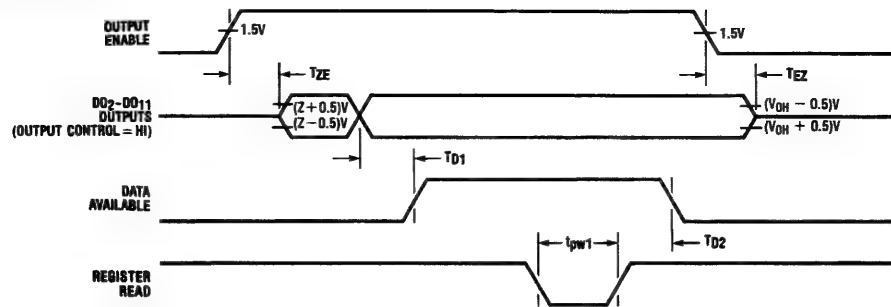 OUTPUT
ENABLE
1.5V
1.5V
TZE
TEZ
DO2-DO11
OUTPUTS
(OUTPUT CONTROL = HI)
(Z+0.5)V
(Z-0.5)V
(VOH - 0.5)V
(VOH + 0.5)V
TD1
DATA
AVAILABLE
tpw1
TD2
REGISTER
READ